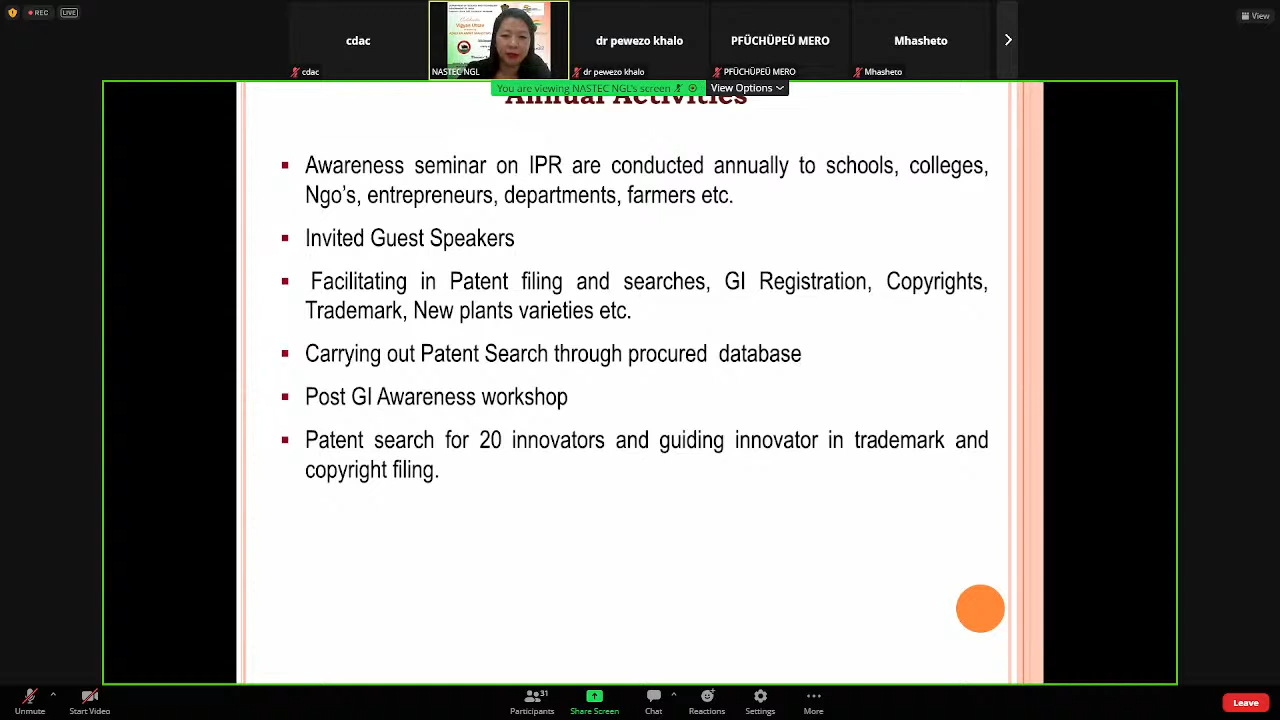 REC
LIVE
View
cdac
dr pewezo khalo
PFÜCHÜPEÜ MERO
Mhasheto
cdac
NASTEC NGL
dr pewezo khalo
PFÜCHÜPEÜ MERO
Mhasheto
You are viewing NASTEC NGL's screen
View Options
Annual Activities
Awareness seminar on IPR are conducted annually to schools, colleges,
Ngo's, entrepreneurs, departments, farmers etc.
Invited Guest Speakers
Facilitating in Patent filing and searches, GI Registration, Copyrights,
Trademark, New plants varieties etc.
Carrying out Patent Search through procured database
Post GI Awareness workshop
Patent search for 20 innovators and guiding innovator in trademark and
copyright filing.
Unmute
Start Video
31
Participants
Share Screen
Chat
Reactions
Settings
More
Leave